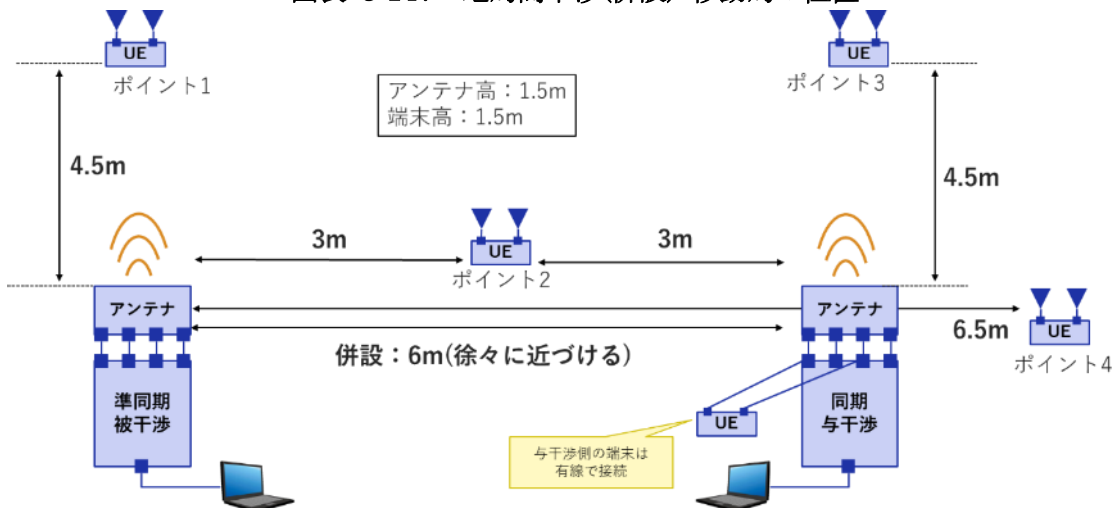 UE
ポイント1
UE
ポイント3
アンテナ高：1.5m
端末高：1.5m
4.5m
4.5m
3m
UE
ポイント2
3m
アンテナ
アンテナ
6.5m
UE
ポイント4
併設：6m(徐々に近づける)
準同期
被干渉
同期
与干渉
UE
与干渉側の端末は
有線で接続